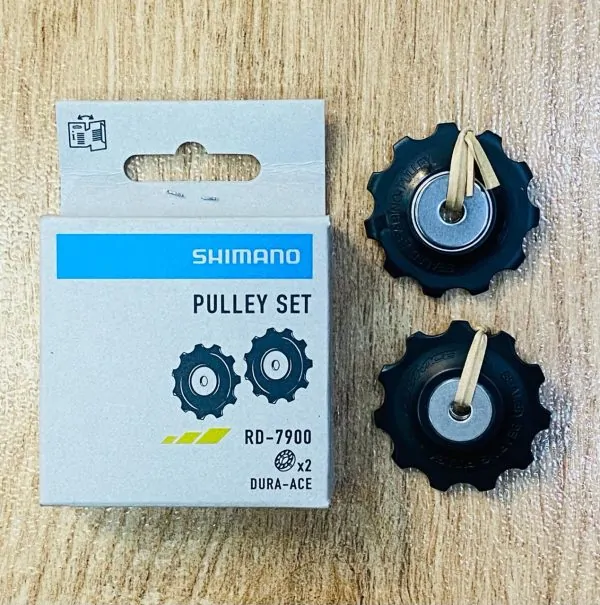 SHIMANO
PULLEY SET
RD-7900
x2
DURA-ACE